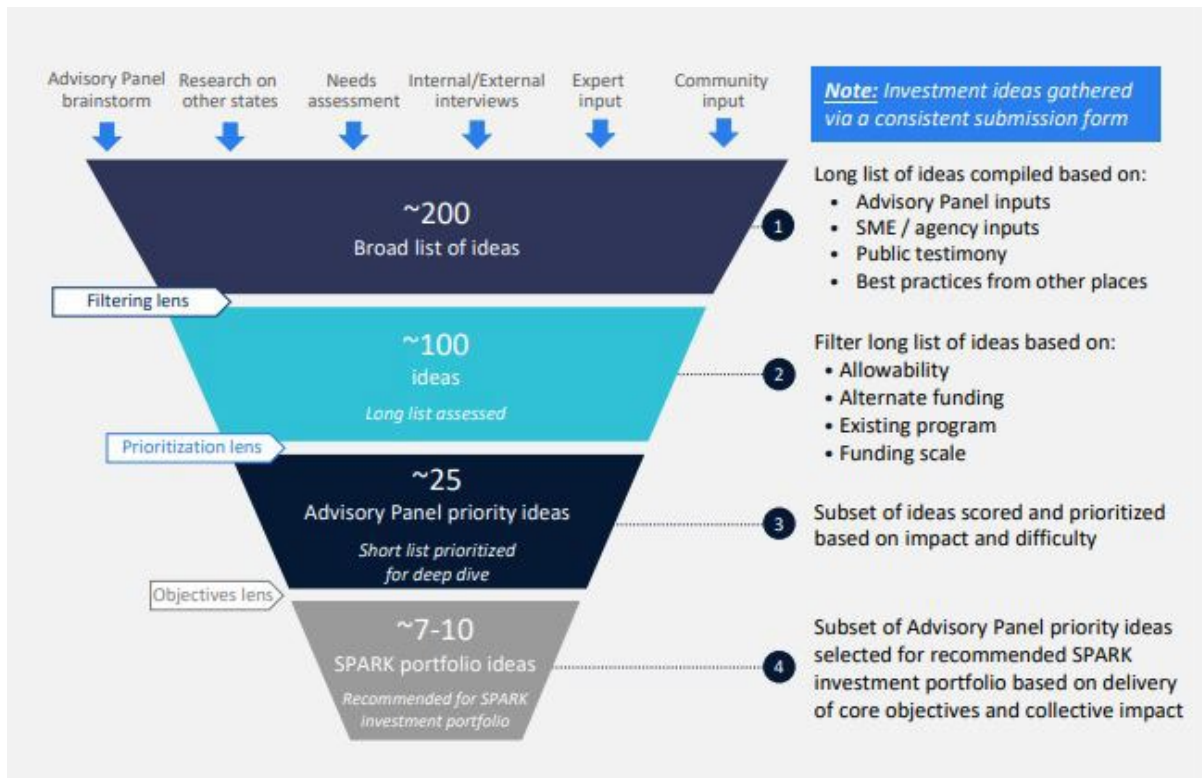 Advisory Panel
brainstorm
Research on
other states
Needs
assessment
Internal/External
interviews
Expert
input
Community
input
Note: Investment ideas gathered
via a consistent submission form
~200
Broad list of ideas
1
Long list of ideas compiled based on:
• Advisory Panel inputs
• SME / agency inputs
• Public testimony
• Best practices from other places
Filtering lens
~100
ideas
Long list assessed
2
Filter long list of ideas based on:
• Allowability
• Alternate funding
• Existing program
• Funding scale
Prioritization lens
~25
Advisory Panel priority ideas
Short list prioritized
for deep dive
3
Subset of ideas scored and prioritized
based on impact and difficulty
Objectives lens
~7-10
SPARK portfolio ideas
Recommended for SPARK
investment portfolio
4
Subset of Advisory Panel priority ideas
selected for recommended SPARK
investment portfolio based on delivery
of core objectives and collective impact